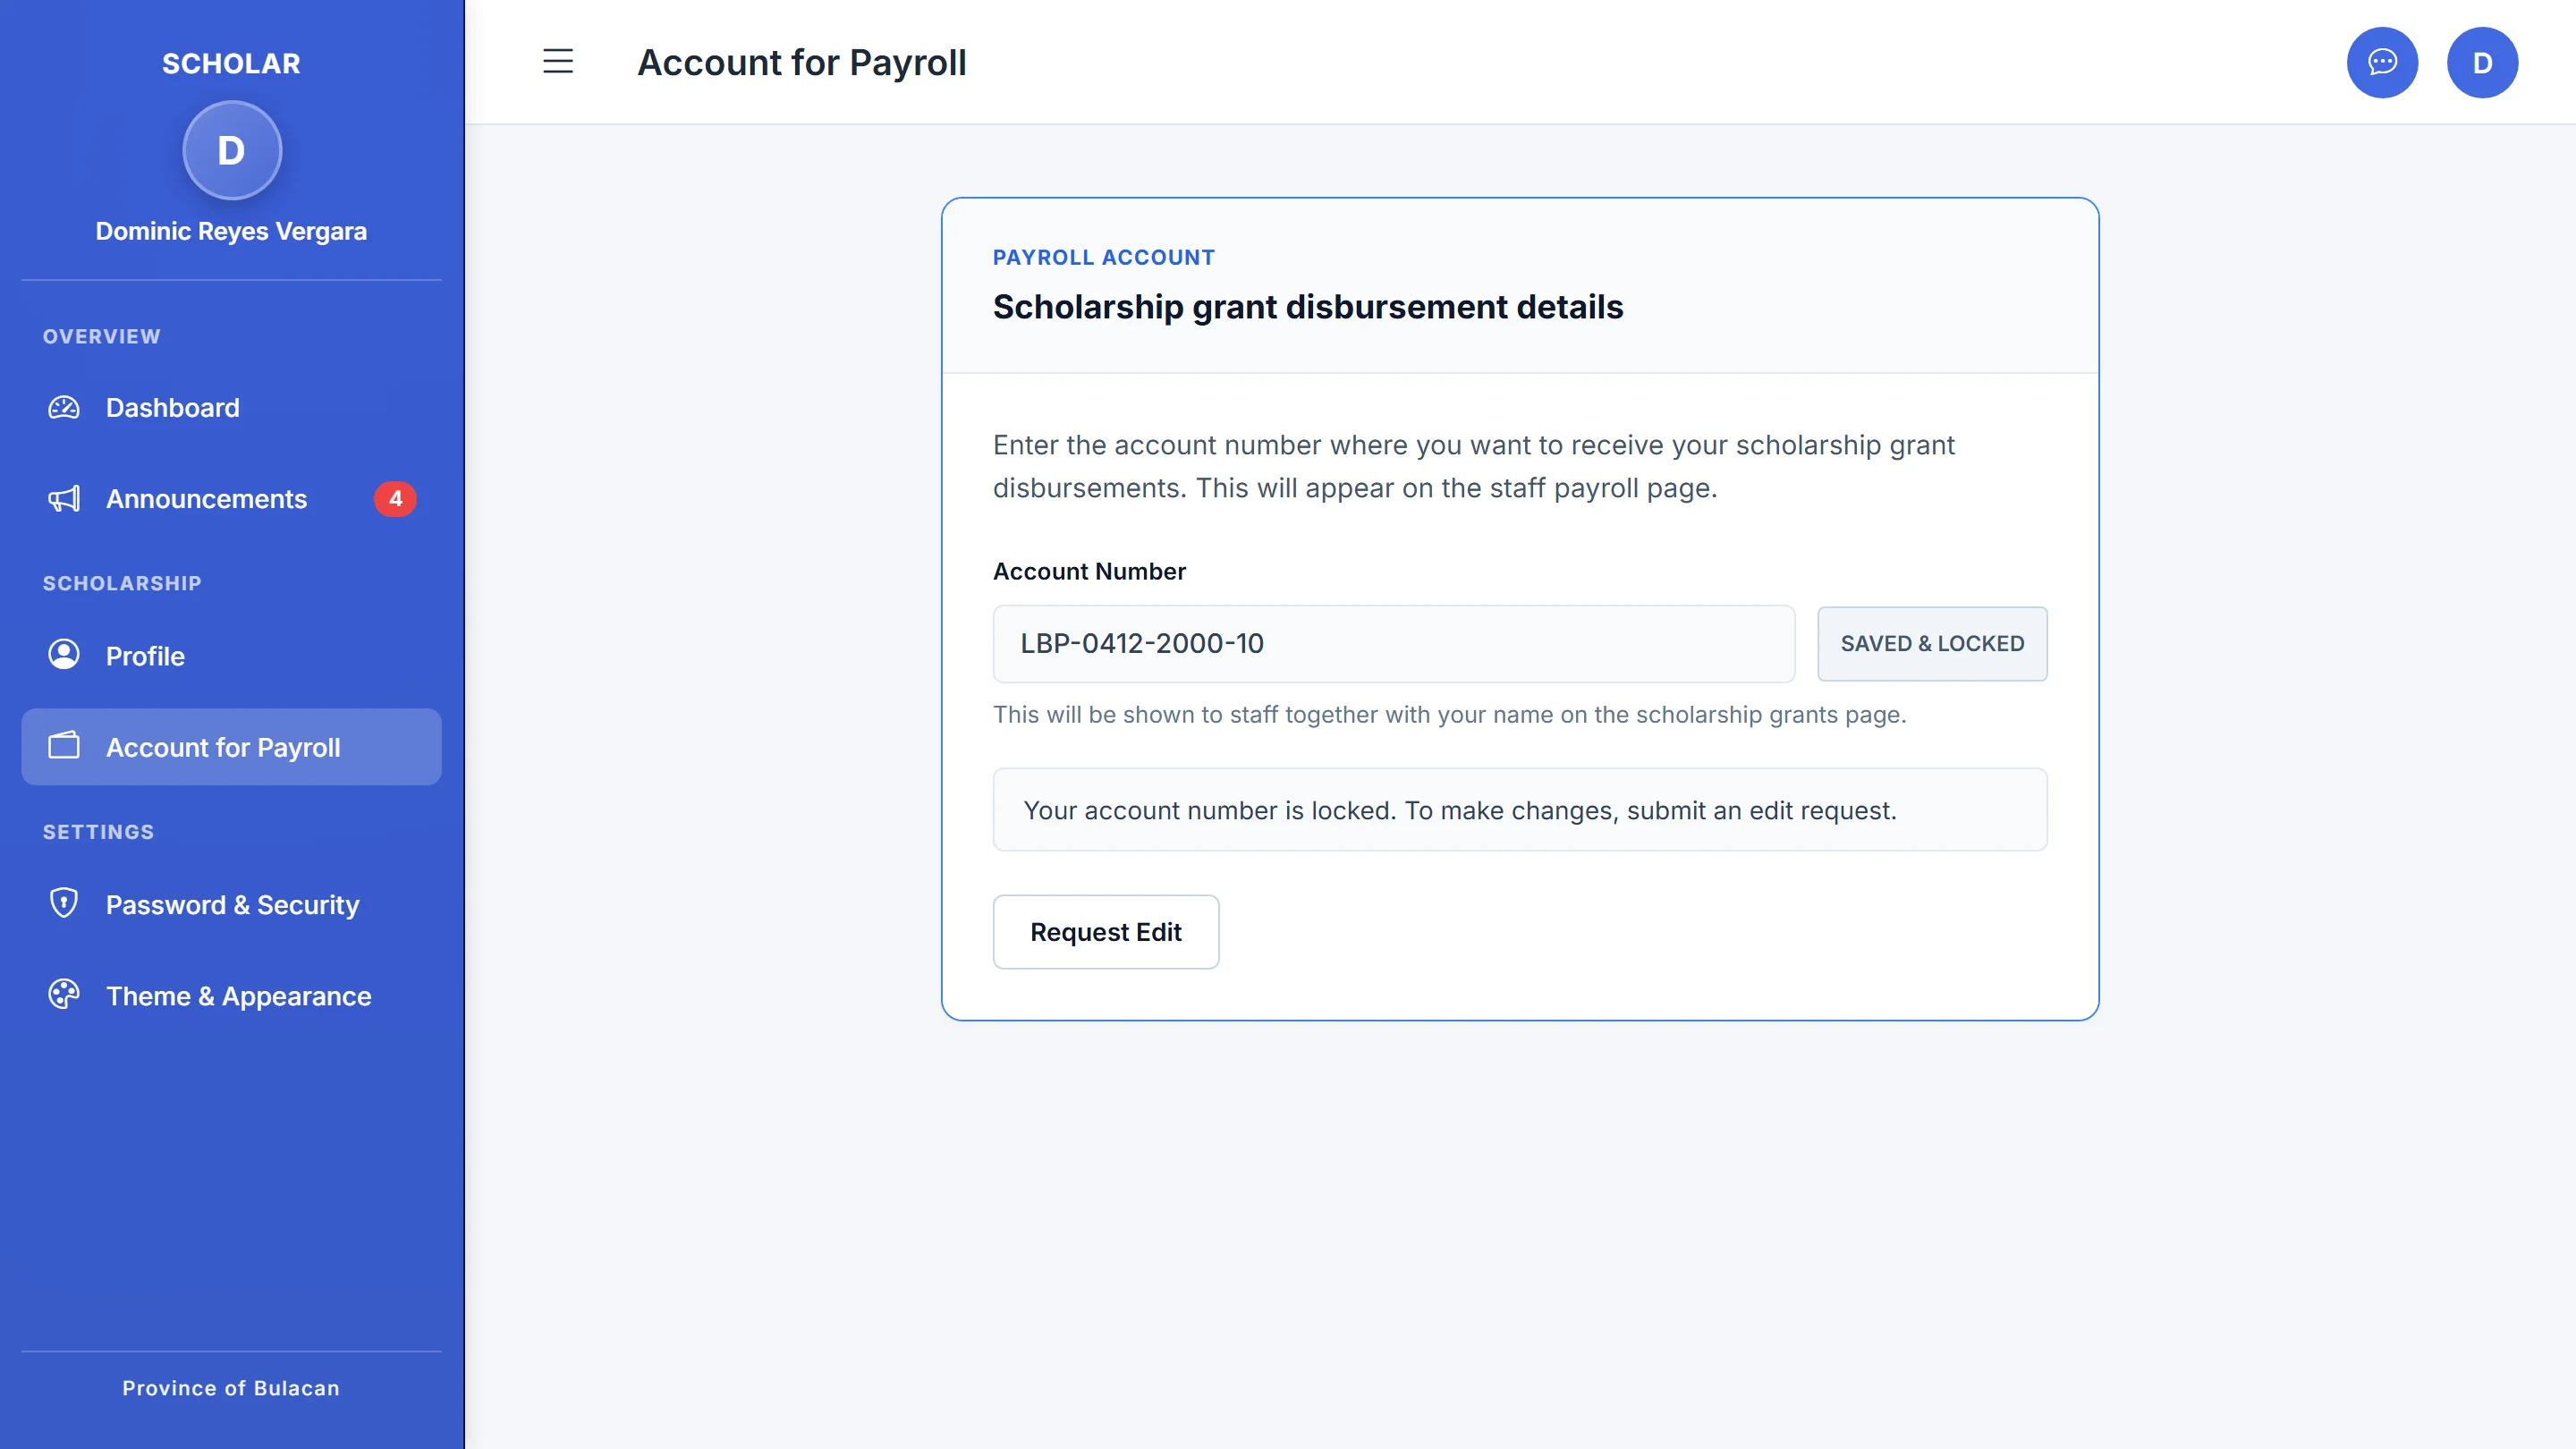 SCHOLAR
D
Dominic Reyes Vergara
OVERVIEW
Dashboard
Announcements 4
SCHOLARSHIP
Profile
Account for Payroll
SETTINGS
Password & Security
Theme & Appearance
Province of Bulacan
Account for Payroll
D
PAYROLL ACCOUNT
Scholarship grant disbursement details
Enter the account number where you want to receive your scholarship grant
disbursements. This will appear on the staff payroll page.
Account Number
LBP-0412-2000-10
SAVED & LOCKED
This will be shown to staff together with your name on the scholarship grants page.
Your account number is locked. To make changes, submit an edit request.
Request Edit